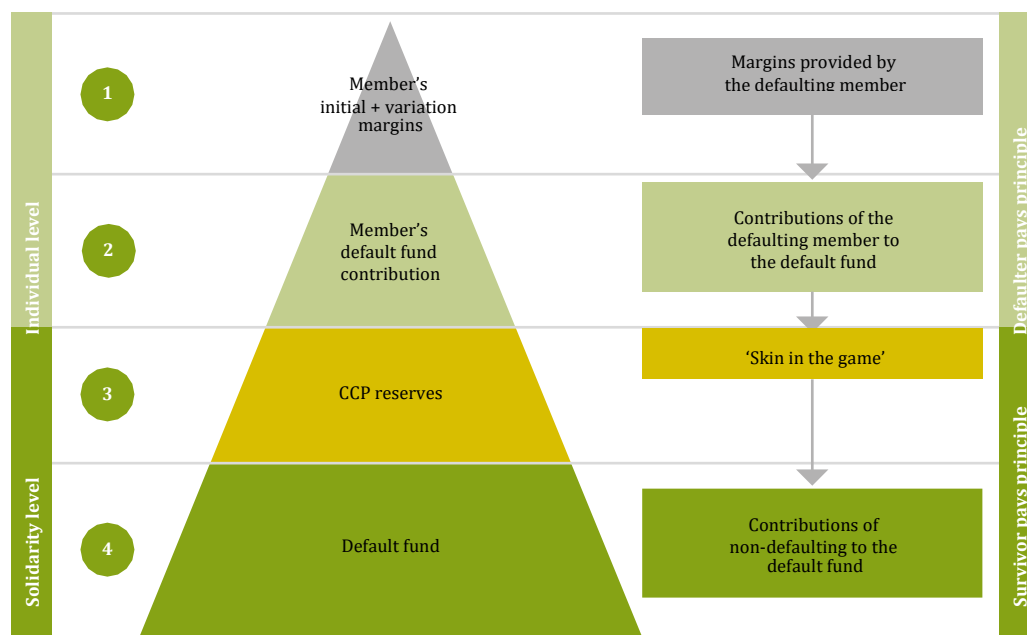 Individual level
Solidarity level
1
Member's
initial + variation
margins
Margins provided by
the defaulting member
2
Member's
default fund
contribution
Contributions of the
defaulting member to
the default fund
3
CCP reserves
‘Skin in the game’
4
Default fund
Contributions of
non-defaulting to the
default fund
Defaulter pays principle
Survivor pays principle